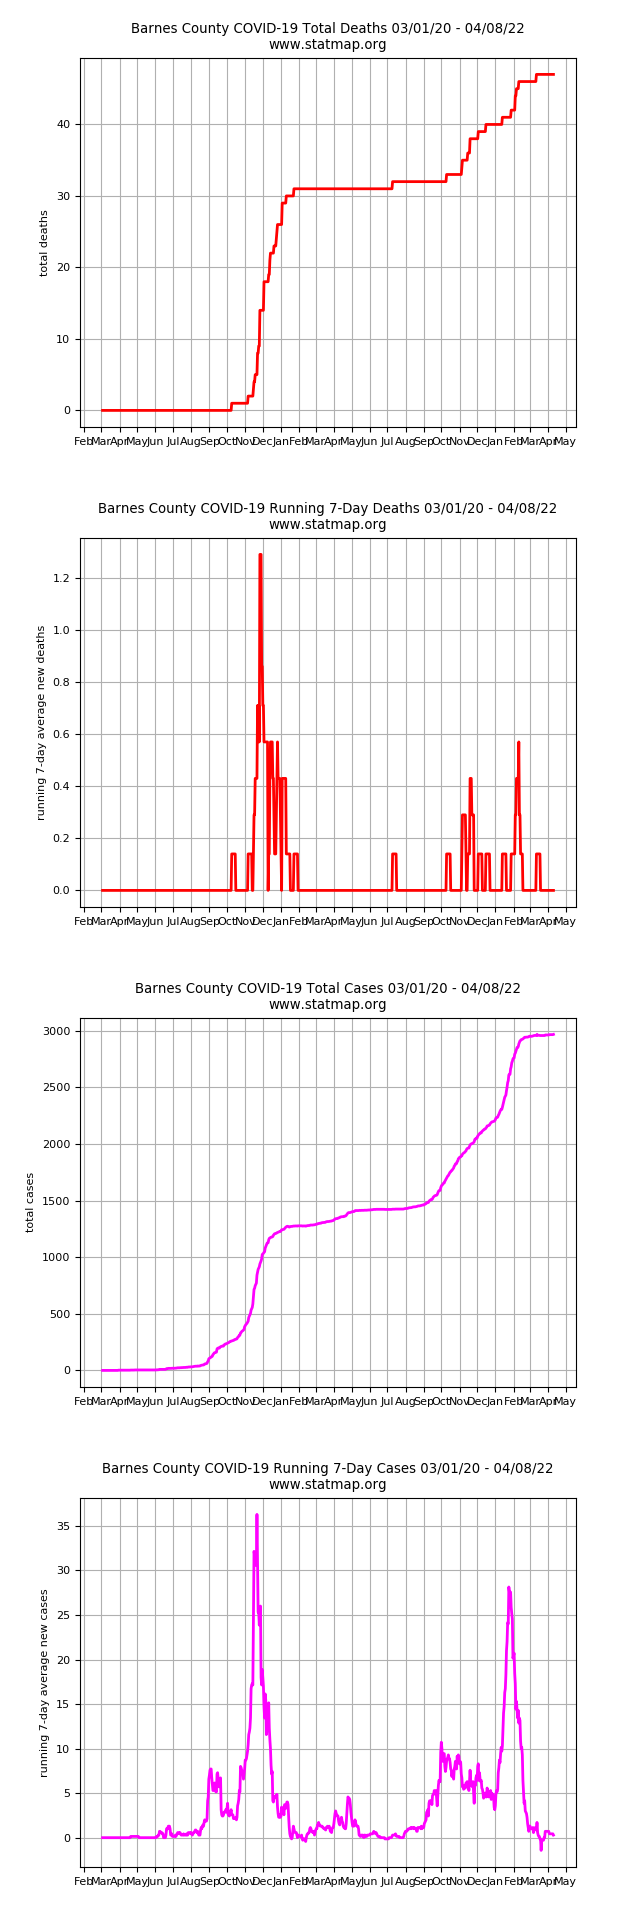 Barnes County COVID-19 Total Deaths 03/01/20 - 04/08/22
www.statmap.org
total deaths
40
30
20
10
0
Feb Mar Apr May Jun Jul Aug Sep Oct Nov Dec Jan Feb Mar Apr May Jun Jul Aug Sep Oct Nov Dec Jan Feb Mar Apr May
Barnes County COVID-19 Running 7-Day Deaths 03/01/20 - 04/08/22
www.statmap.org
running 7-day average new deaths
1.2
1.0
0.8
0.6
0.4
0.2
0.0
Feb Mar Apr May Jun Jul Aug Sep Oct Nov Dec Jan Feb Mar Apr May Jun Jul Aug Sep Oct Nov Dec Jan Feb Mar Apr May
Barnes County COVID-19 Total Cases 03/01/20 - 04/08/22
www.statmap.org
total cases
3000
2500
2000
1500
1000
500
0
Feb Mar Apr May Jun Jul Aug Sep Oct Nov Dec Jan Feb Mar Apr May Jun Jul Aug Sep Oct Nov Dec Jan Feb Mar Apr May
Barnes County COVID-19 Running 7-Day Cases 03/01/20 - 04/08/22
www.statmap.org
running 7-day average new cases
35
30
25
20
15
10
5
0
Feb Mar Apr May Jun Jul Aug Sep Oct Nov Dec Jan Feb Mar Apr May Jun Jul Aug Sep Oct Nov Dec Jan Feb Mar Apr May